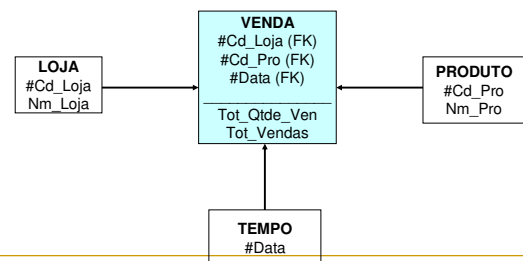 VENDA
#Cd_Loja (FK)
#Cd_Pro (FK)
#Data (FK)
Tot_Qtde_Ven
Tot_Vendas
LOJA
#Cd_Loja
Nm_Loja
PRODUTO
#Cd_Pro
Nm_Pro
TEMPO
#Data